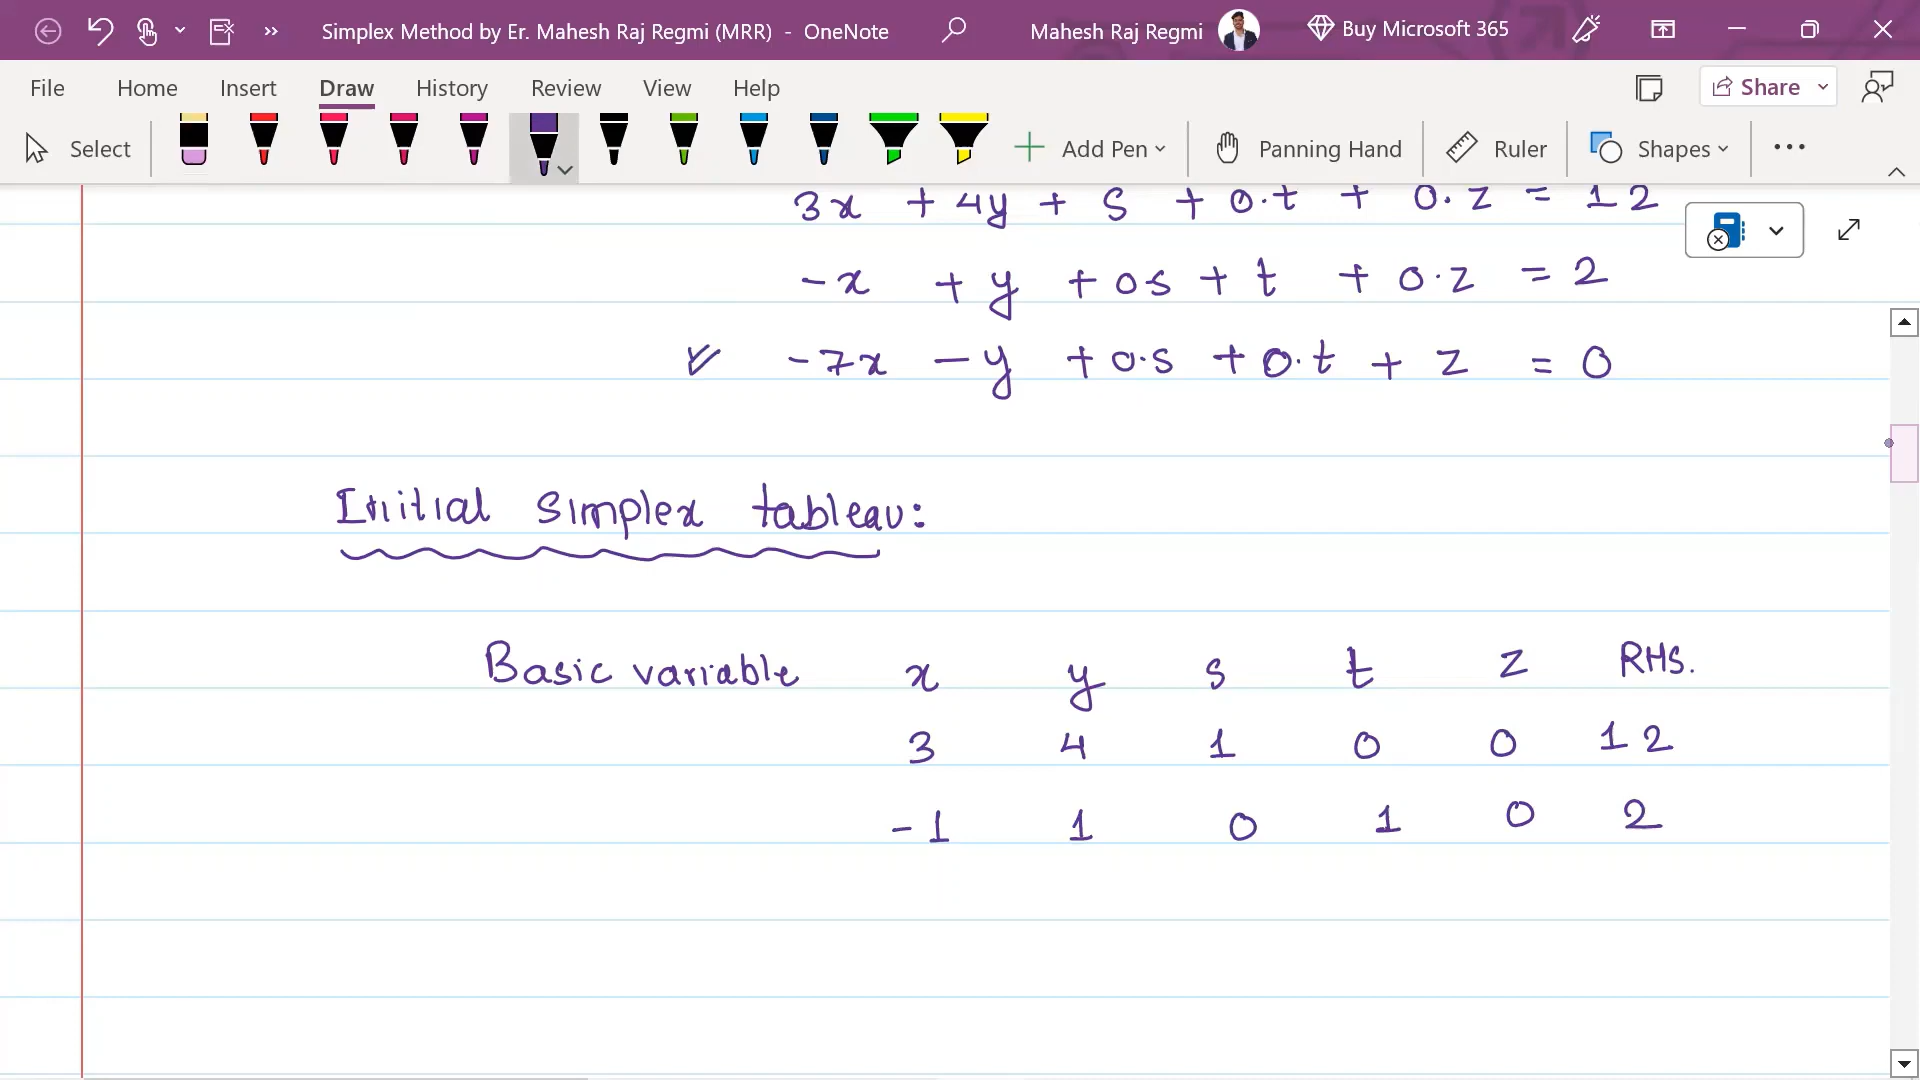 Simplex Method by Er. Mahesh Raj Regmi (MRR) - OneNote
Mahesh Raj Regmi
Buy Microsoft 365
File Home Insert Draw History Review View Help
Share
Select
Add Pen
Panning Hand
Ruler
Shapes
3x + 4y + s + 0.t + 0.z = 12
-x + y + 0s + t + 0.z = 2
-7x - y + 0.s + 0.t + z = 0
Initial simplex tableau:
Basic variable x y s t z RHS.
3 4 1 0 0 12
-1 1 0 1 0 2